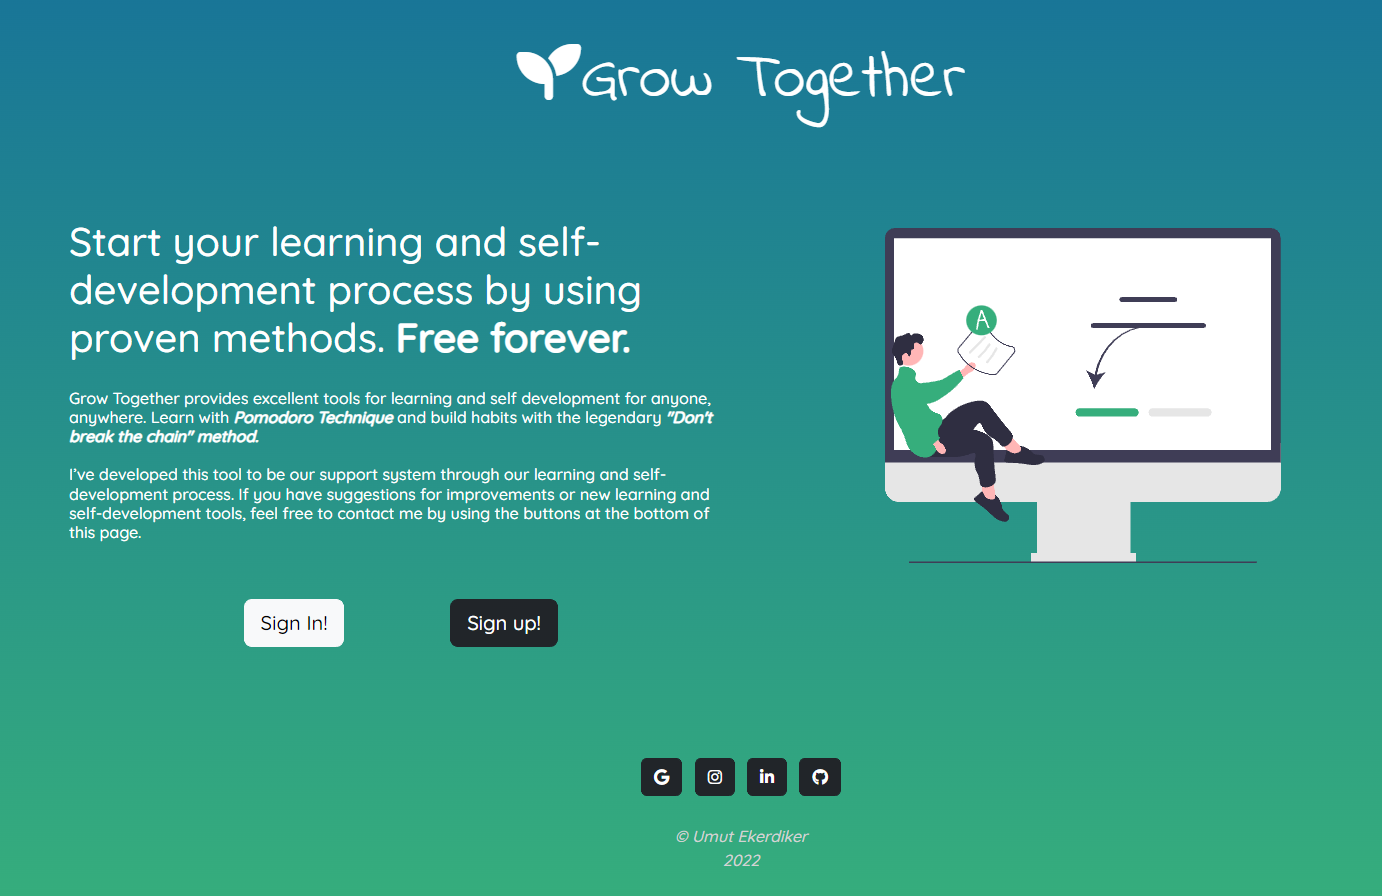 Grow Together
Start your learning and self-
development process by using
proven methods. Free forever.
Grow Together provides excellent tools for learning and self development for anyone,
anywhere. Learn with Pomodoro Technique and build habits with the legendary "Don't
break the chain" method.
I've developed this tool to be our support system through our learning and self-
development process. If you have suggestions for improvements or new learning and
self-development tools, feel free to contact me by using the buttons at the bottom of
this page.
A
Sign In!
Sign up!
© Umut Ekerdiker
2022